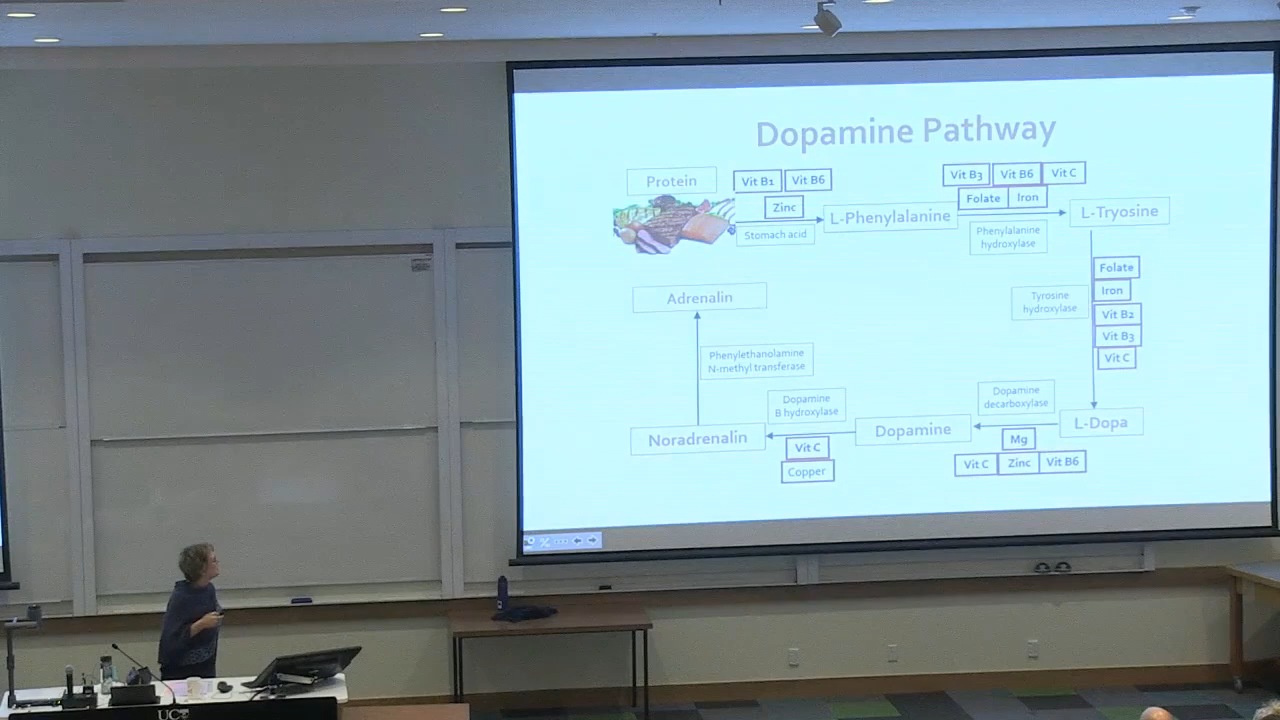 Dopamine Pathway
Protein
Vit B1
Vit B6
Zinc
Stomach acid
L-Phenylalanine
Vit B3
Vit B6
Vit C
Folate
Iron
Phenylalanine
hydroxylase
L-Tryosine
Folate
Iron
Vit B2
Vit B3
Vit C
Tyrosine
hydroxylase
L-Dopa
Dopamine
decarboxylase
Mg
Vit C
Zinc
Vit B6
Dopamine
Dopamine
B hydroxylase
Vit C
Copper
Noradrenalin
Phenylethanolamine
N-methyl transferase
Adrenalin
UC